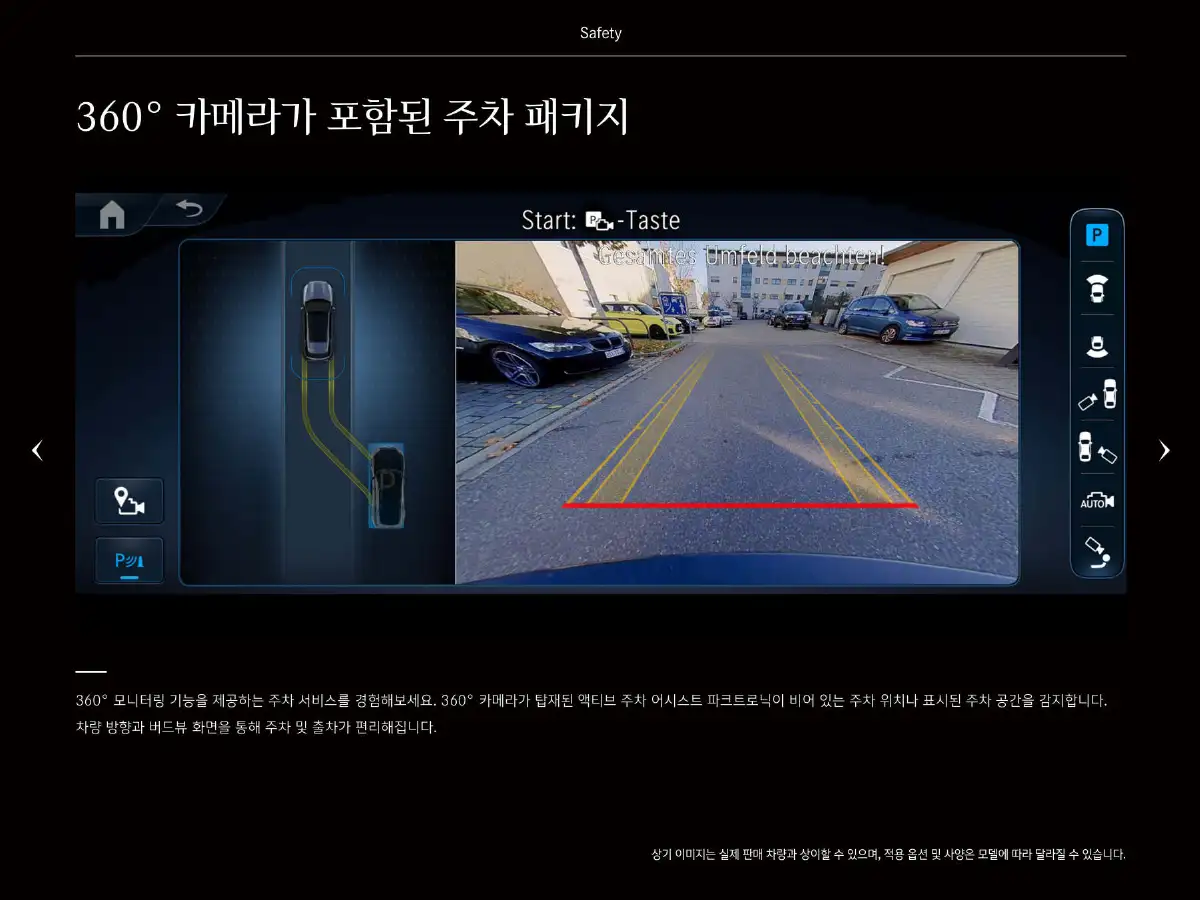 Safety
360° 카메라가 포함된 주차 패키지
Start: P -Taste
P
Gesamtes Umfeld beachten!
AUTO
P
360° 모니터링 기능을 제공하는 주차 서비스를 경험해보세요. 360° 카메라가 탑재된 액티브 주차 어시스트 파크트로닉이 비어 있는 주차 위치나 표시된 주차 공간을 감지합니다.
차량 방향과 버드뷰 화면을 통해 주차 및 출차가 편리해집니다.
상기 이미지는 실제 판매 차량과 상이할 수 있으며, 적용 옵션 및 사양은 모델에 따라 달라질 수 있습니다.